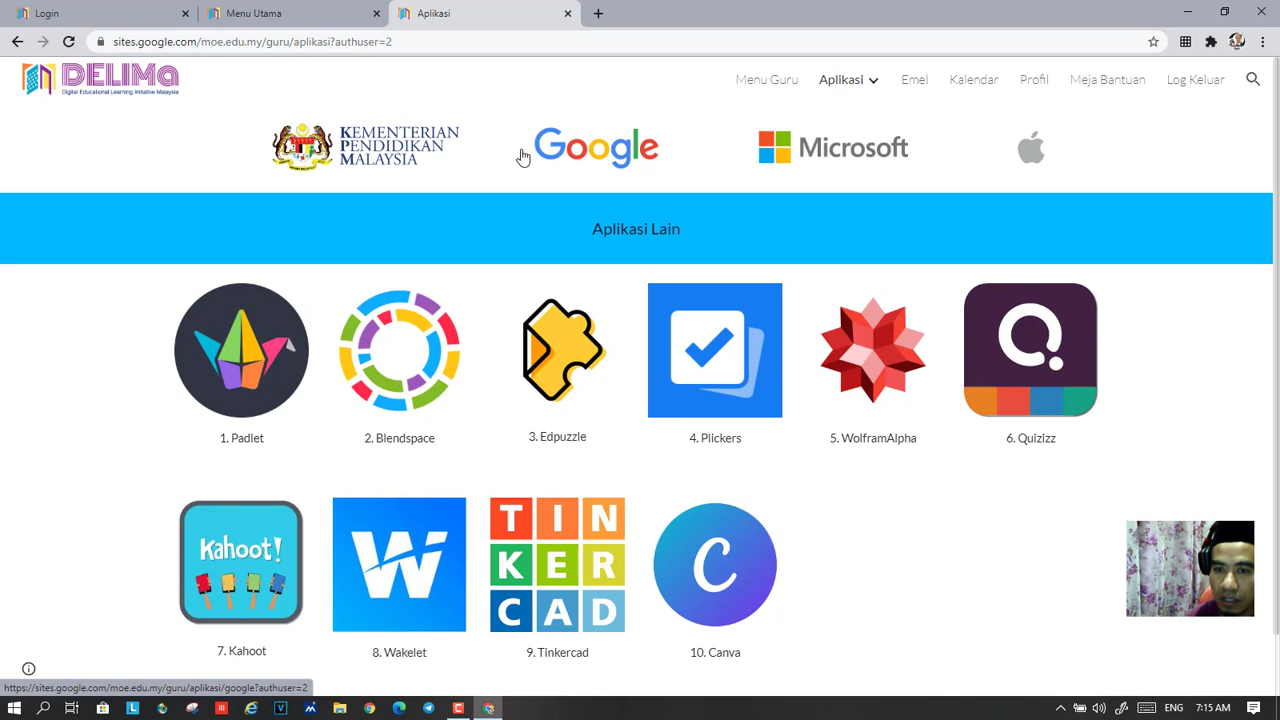 Login
Menu Utama
Aplikasi
sites.google.com/moe.edu.my/guru/aplikasi?authuser=2
DELIMa
Digital Educational Learning Initiative Malaysia
Menu Guru
Aplikasi
Emel
Kalendar
Profil
Meja Bantuan
Log Keluar
KEMENTERIAN
PENDIDIKAN
MALAYSIA
Google
Microsoft
Aplikasi Lain
1. Padlet
2. Blendspace
3. Edpuzzle
4. Plickers
5. WolframAlpha
6. Quizizz
Kahoot!
W
TIN
KER
CAD
C
7. Kahoot
8. Wakelet
9. Tinkercad
10. Canva
https://sites.google.com/moe.edu.my/guru/aplikasi/google?authuser=2
ENG
7:15 AM